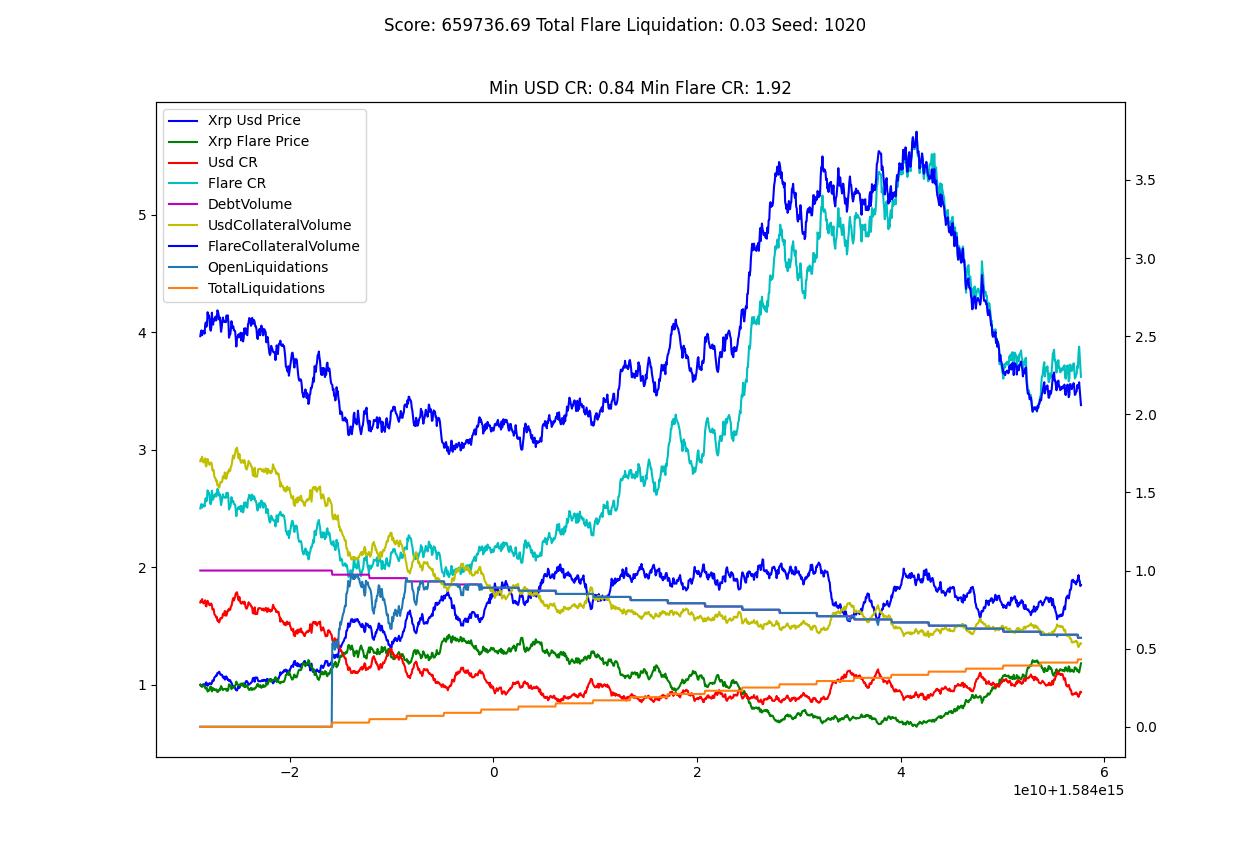 Score: 659736.69 Total Flare Liquidation: 0.03 Seed: 1020
Min USD CR: 0.84 Min Flare CR: 1.92
Xrp Usd Price
Xrp Flare Price
Usd CR
Flare CR
DebtVolume
UsdCollateralVolume
FlareCollateralVolume
OpenLiquidations
TotalLiquidations
5
4
3
2
1
3.5
3.0
2.5
2.0
1.5
1.0
0.5
0.0
−2
0
2
4
6
1e10+1.584e15